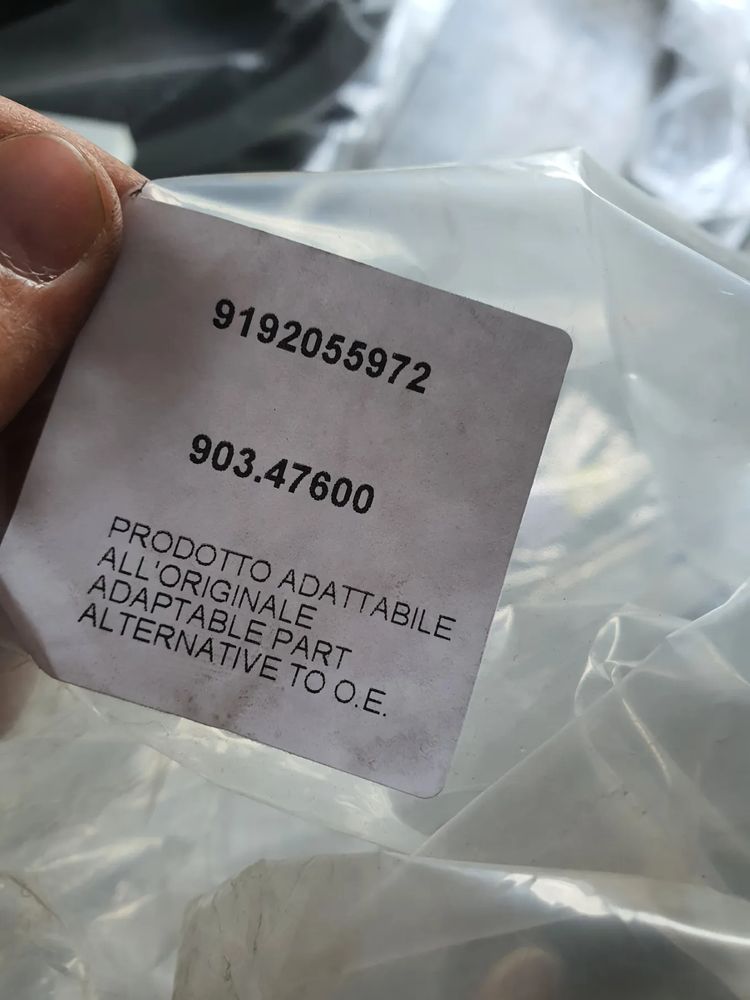 9192055972
903.47600
PRODOTTO ADATTABILE
ALL'ORIGINALE
ADAPTABLE PART
ALTERNATIVE TO O.E.